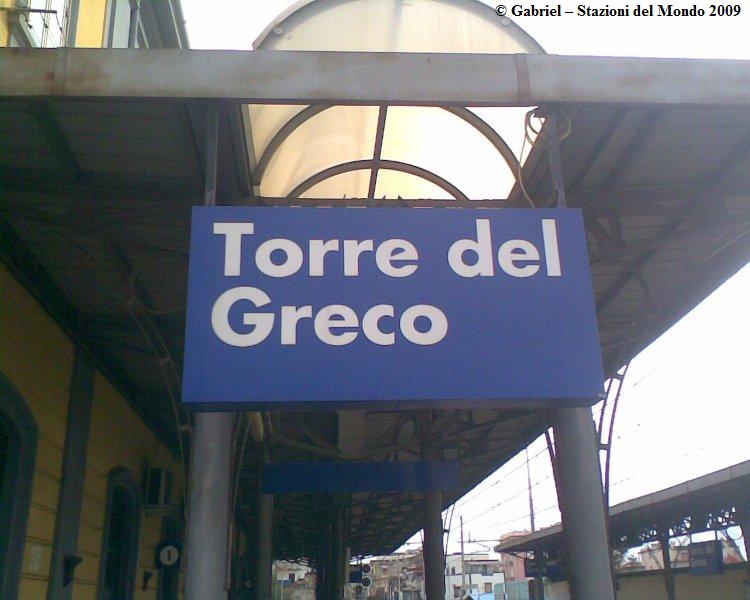 © Gabriel – Stazioni del Mondo 2009
Torre del
Greco
1